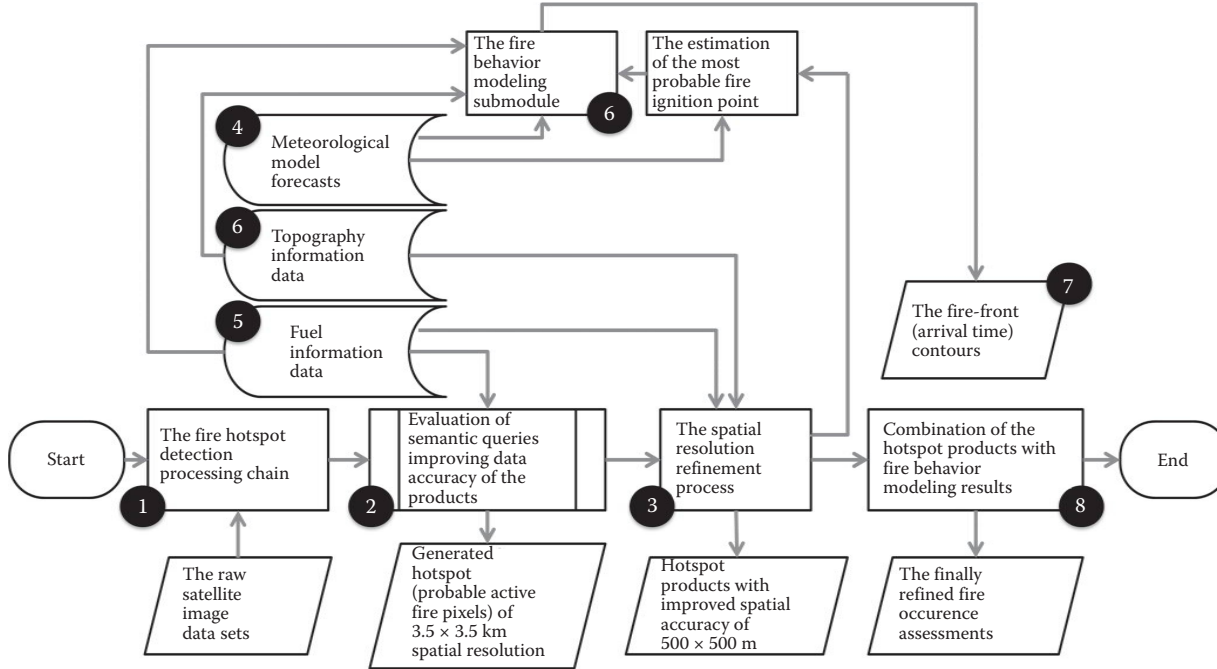 The fire
behavior
modeling
submodule
6
The estimation
of the most
probable fire
ignition point
4
Meteorological
model
forecasts
6
Topography
information
data
5
Fuel
information
data
7
The fire-front
(arrival time)
contours
Start
The fire hotspot
detection
processing chain
1
Evaluation of
semantic queries
improving data
accuracy of the
products
2
The spatial
resolution
refinement
process
3
Combination of the
hotspot products with
fire behavior
modeling results
8
End
The raw
satellite
image
data sets
Generated
hotspot
(probable active
fire pixels) of
3.5 × 3.5 km
spatial resolution
Hotspot
products with
improved spatial
accuracy of
500 × 500 m
The finally
refined fire
occurence
assessments